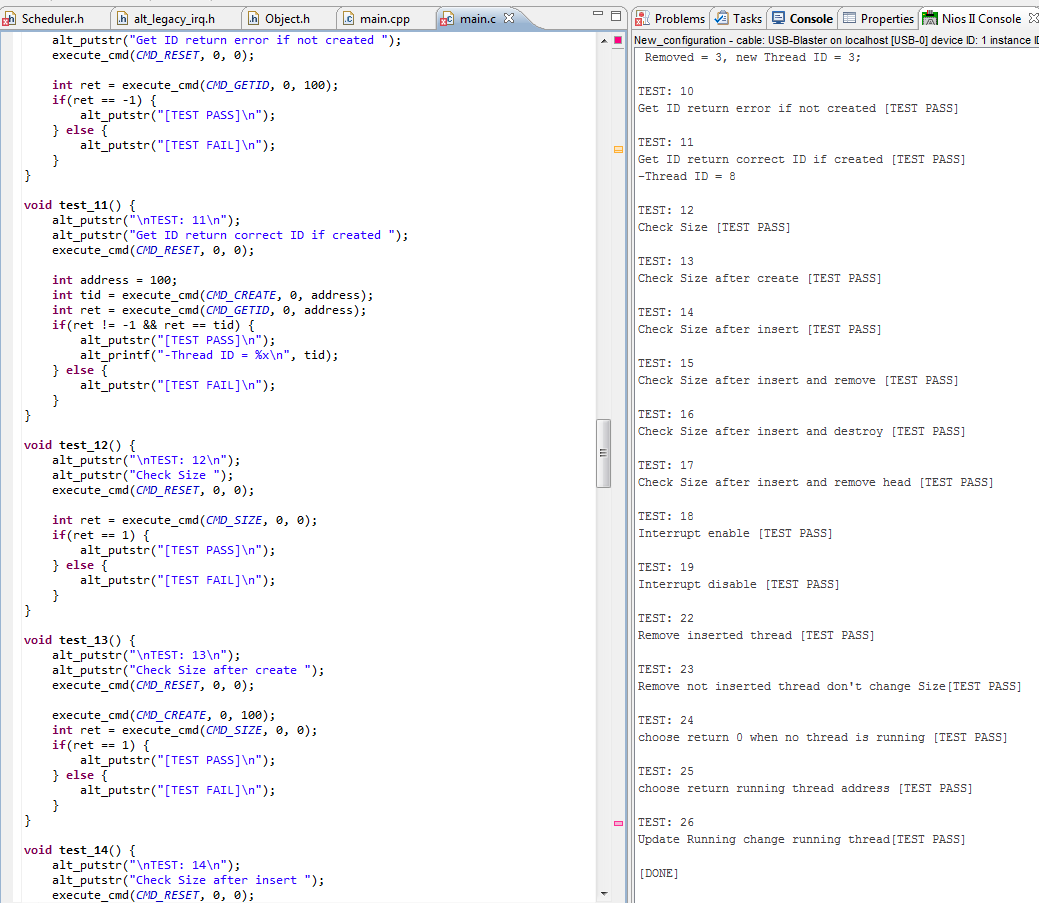 Scheduler.h alt_legacy_irq.h Object.h main.cpp main.c
alt_putstr("Get ID return error if not created ");
execute_cmd(CMD_RESET, 0, 0);
int ret = execute_cmd(CMD_GETID, 0, 100);
if(ret == -1) {
alt_putstr("[TEST PASS]\n");
} else {
alt_putstr("[TEST FAIL]\n");
}
}
void test_11() {
alt_putstr("\nTEST: 11\n");
alt_putstr("Get ID return correct ID if created ");
execute_cmd(CMD_RESET, 0, 0);
int address = 100;
int tid = execute_cmd(CMD_CREATE, 0, address);
int ret = execute_cmd(CMD_GETID, 0, address);
if(ret != -1 && ret == tid) {
alt_putstr("[TEST PASS]\n");
alt_printf("-Thread ID = %x\n", tid);
} else {
alt_putstr("[TEST FAIL]\n");
}
}
void test_12() {
alt_putstr("\nTEST: 12\n");
alt_putstr("Check Size ");
execute_cmd(CMD_RESET, 0, 0);
int ret = execute_cmd(CMD_SIZE, 0, 0);
if(ret == 1) {
alt_putstr("[TEST PASS]\n");
} else {
alt_putstr("[TEST FAIL]\n");
}
}
void test_13() {
alt_putstr("\nTEST: 13\n");
alt_putstr("Check Size after create ");
execute_cmd(CMD_RESET, 0, 0);
execute_cmd(CMD_CREATE, 0, 100);
int ret = execute_cmd(CMD_SIZE, 0, 0);
if(ret == 1) {
alt_putstr("[TEST PASS]\n");
} else {
alt_putstr("[TEST FAIL]\n");
}
}
void test_14() {
alt_putstr("\nTEST: 14\n");
alt_putstr("Check Size after insert ");
execute_cmd(CMD_RESET, 0, 0);
Problems Tasks Console Properties Nios II Console
New_configuration - cable: USB-Blaster on localhost [USB-0] device ID: 1 instance ID
Removed = 3, new Thread ID = 3;
TEST: 10
Get ID return error if not created [TEST PASS]
TEST: 11
Get ID return correct ID if created [TEST PASS]
-Thread ID = 8
TEST: 12
Check Size [TEST PASS]
TEST: 13
Check Size after create [TEST PASS]
TEST: 14
Check Size after insert [TEST PASS]
TEST: 15
Check Size after insert and remove [TEST PASS]
TEST: 16
Check Size after insert and destroy [TEST PASS]
TEST: 17
Check Size after insert and remove head [TEST PASS]
TEST: 18
Interrupt enable [TEST PASS]
TEST: 19
Interrupt disable [TEST PASS]
TEST: 22
Remove inserted thread [TEST PASS]
TEST: 23
Remove not inserted thread don't change Size[TEST PASS]
TEST: 24
choose return 0 when no thread is running [TEST PASS]
TEST: 25
choose return running thread address [TEST PASS]
TEST: 26
Update Running change running thread[TEST PASS]
[DONE]